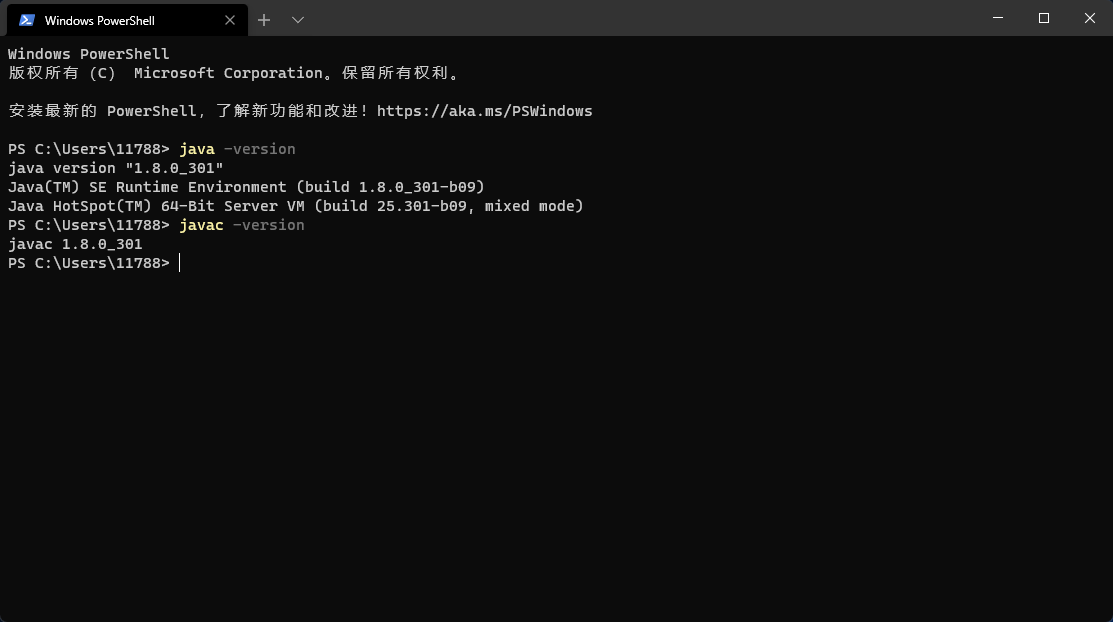 Windows PowerShell
Windows PowerShell
版权所有 (C)  Microsoft Corporation。保留所有权利。
安装最新的 PowerShell，了解新功能和改进！https://aka.ms/PSWindows
PS C:\Users\11788> java -version
java version "1.8.0_301"
Java(TM) SE Runtime Environment (build 1.8.0_301-b09)
Java HotSpot(TM) 64-Bit Server VM (build 25.301-b09, mixed mode)
PS C:\Users\11788> javac -version
javac 1.8.0_301
PS C:\Users\11788>